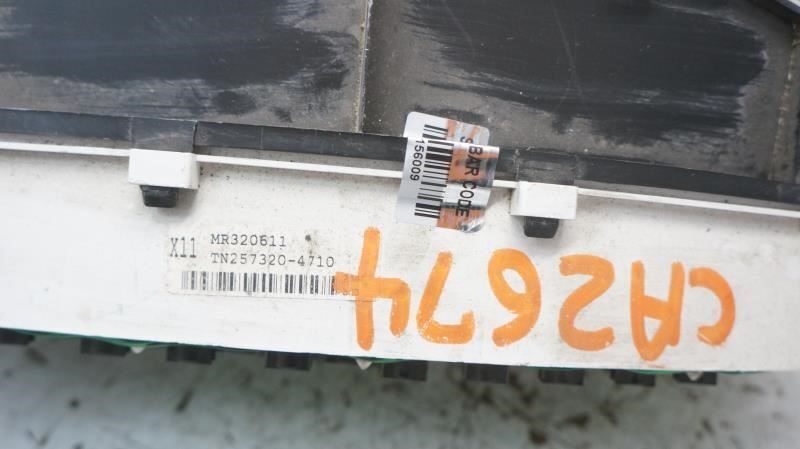 X11 MR320611
TN257320-4710
BAR CODE
156009
CA2674